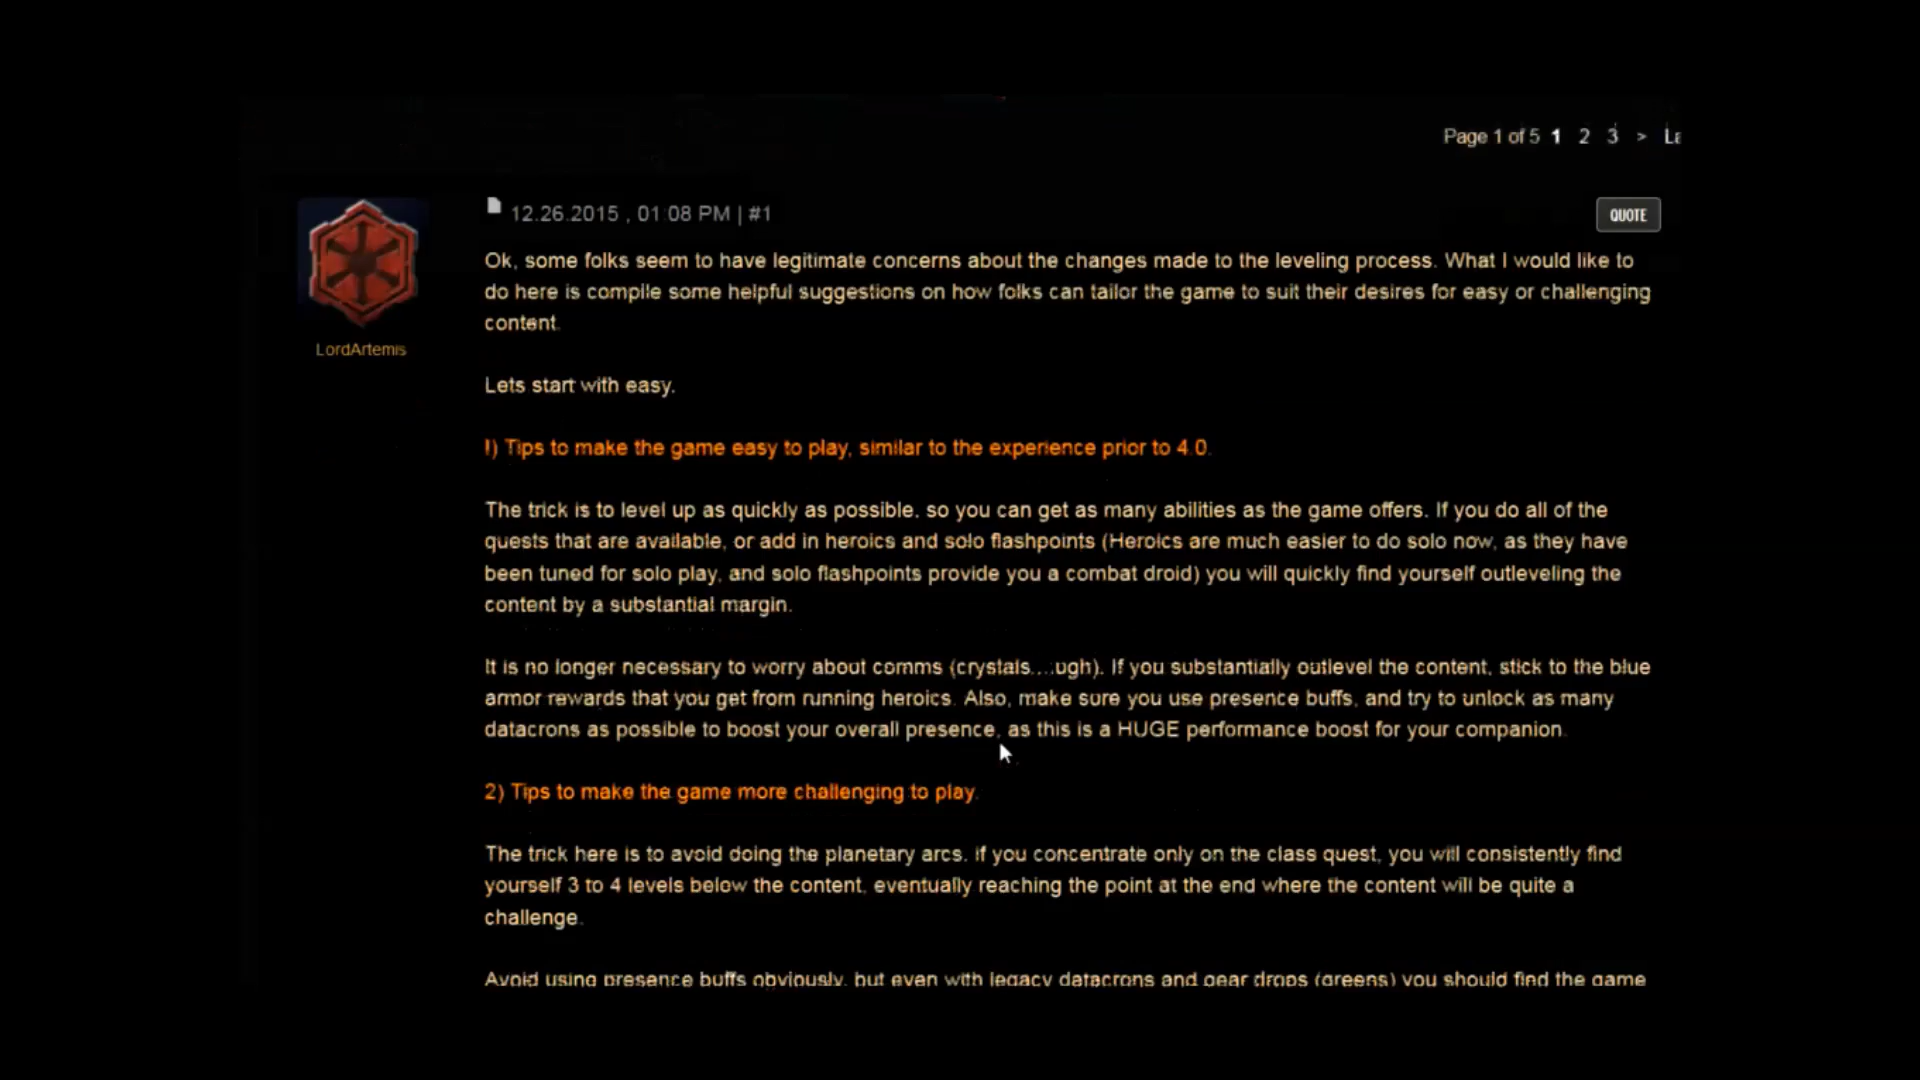 Page 1 of 5 1 2 3 >
12.26.2015 , 01:08 PM | #1
QUOTE
LordArtemis
Ok, some folks seem to have legitimate concerns about the changes made to the leveling process. What I would like to
do here is compile some helpful suggestions on how folks can tailor the game to suit their desires for easy or challenging
content.
Lets start with easy.
I) Tips to make the game easy to play, similar to the experience prior to 4.0.
The trick is to level up as quickly as possible, so you can get as many abilities as the game offers. If you do all of the
quests that are available, or add in heroics and solo flashpoints (Heroics are much easier to do solo now, as they have
been tuned for solo play, and solo flashpoints provide you a combat droid) you will quickly find yourself outleveling the
content by a substantial margin.
It is no longer necessary to worry about comms (crystals....ugh). If you substantially outlevel the content, stick to the blue
armor rewards that you get from running heroics. Also, make sure you use presence buffs, and try to unlock as many
datacrons as possible to boost your overall presence, as this is a HUGE performance boost for your companion.
2) Tips to make the game more challenging to play.
The trick here is to avoid doing the planetary arcs. If you concentrate only on the class quest, you will consistently find
yourself 3 to 4 levels below the content, eventually reaching the point at the end where the content will be quite a
challenge.
Avoid using presence buffs obviously, but even with legacy datacrons and gear drops (greens) you should find the game